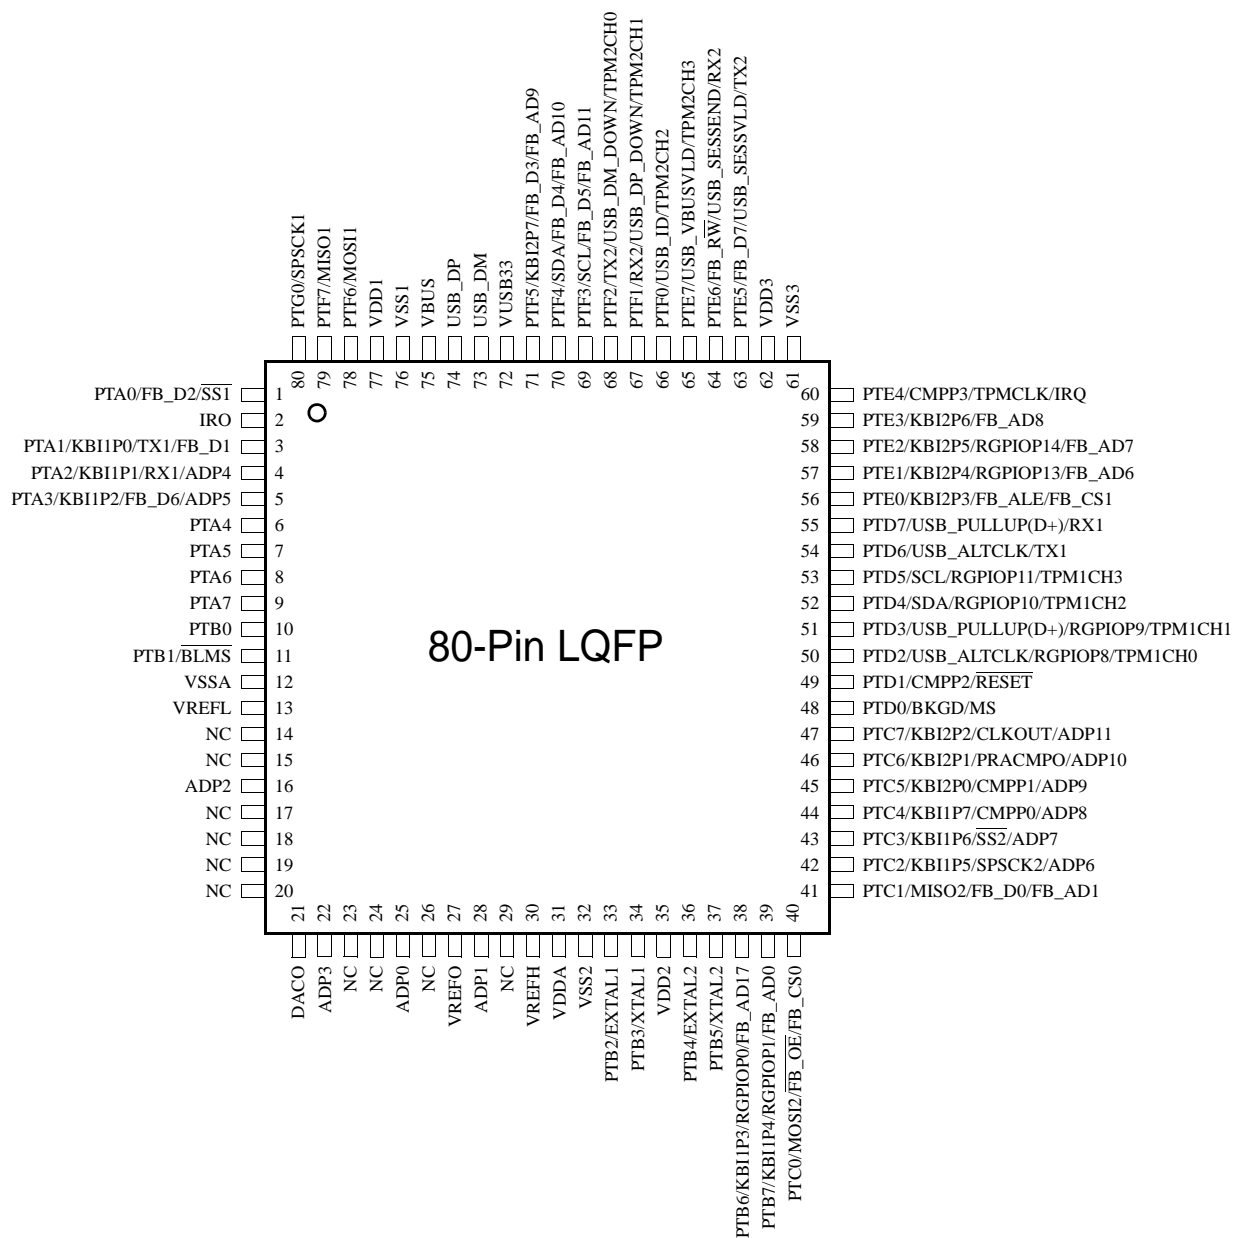 PTG0/SPSCK1
PTF7/MISO1
PTF6/MOSI1
VDD1
VSS1
VBUS
USB_DP
USB_DM
VUSB33
PTF5/KBI2P7/FB_D3/FB_AD9
PTF4/SDA/FB_D4/FB_AD10
PTF3/SCL/FB_D5/FB_AD11
PTF2/TX2/USB_DM_DOWN/TPM2CH0
PTF1/RX2/USB_DP_DOWN/TPM2CH1
PTF0/USB_ID/TPM2CH2
PTE7/USB_VBUSVLD/TPM2CH3
PTE6/FB_RW/USB_SESSEND/RX2
PTE5/FB_D7/USB_SESSVLD/TX2
VDD3
VSS3
80
79
78
77
76
75
74
73
72
71
70
69
68
67
66
65
64
63
62
61
PTA0/FB_D2/SS1 1
IRO 2
PTA1/KBI1P0/TX1/FB_D1 3
PTA2/KBI1P1/RX1/ADP4 4
PTA3/KBI1P2/FB_D6/ADP5 5
PTA4 6
PTA5 7
PTA6 8
PTA7 9
PTB0 10
PTB1/BLMS 11
VSSA 12
VREFL 13
NC 14
NC 15
ADP2 16
NC 17
NC 18
NC 19
NC 20
80-Pin LQFP
60 PTE4/CMPP3/TPMCLK/IRQ
59 PTE3/KBI2P6/FB_AD8
58 PTE2/KBI2P5/RGPIOP14/FB_AD7
57 PTE1/KBI2P4/RGPIOP13/FB_AD6
56 PTE0/KBI2P3/FB_ALE/FB_CS1
55 PTD7/USB_PULLUP(D+)/RX1
54 PTD6/USB_ALTCLK/TX1
53 PTD5/SCL/RGPIOP11/TPM1CH3
52 PTD4/SDA/RGPIOP10/TPM1CH2
51 PTD3/USB_PULLUP(D+)/RGPIOP9/TPM1CH1
50 PTD2/USB_ALTCLK/RGPIOP8/TPM1CH0
49 PTD1/CMPP2/RESET
48 PTD0/BKGD/MS
47 PTC7/KBI2P2/CLKOUT/ADP11
46 PTC6/KBI2P1/PRACMPO/ADP10
45 PTC5/KBI2P0/CMPP1/ADP9
44 PTC4/KBI1P7/CMPP0/ADP8
43 PTC3/KBI1P6/SS2/ADP7
42 PTC2/KBI1P5/SPSCK2/ADP6
41 PTC1/MISO2/FB_D0/FB_AD1
21
22
23
24
25
26
27
28
29
30
31
32
33
34
35
36
37
38
39
40
DACO
ADP3
NC
NC
ADP0
NC
VREFO
ADP1
NC
VREFH
VDDA
VSS2
PTB2/EXTAL1
PTB3/XTAL1
VDD2
PTB4/EXTAL2
PTB5/XTAL2
PTB6/KBI1P3/RGPIOP0/FB_AD17
PTB7/KBI1P4/RGPIOP1/FB_AD0
PTC0/MOSI2/FB_OE/FB_CS0